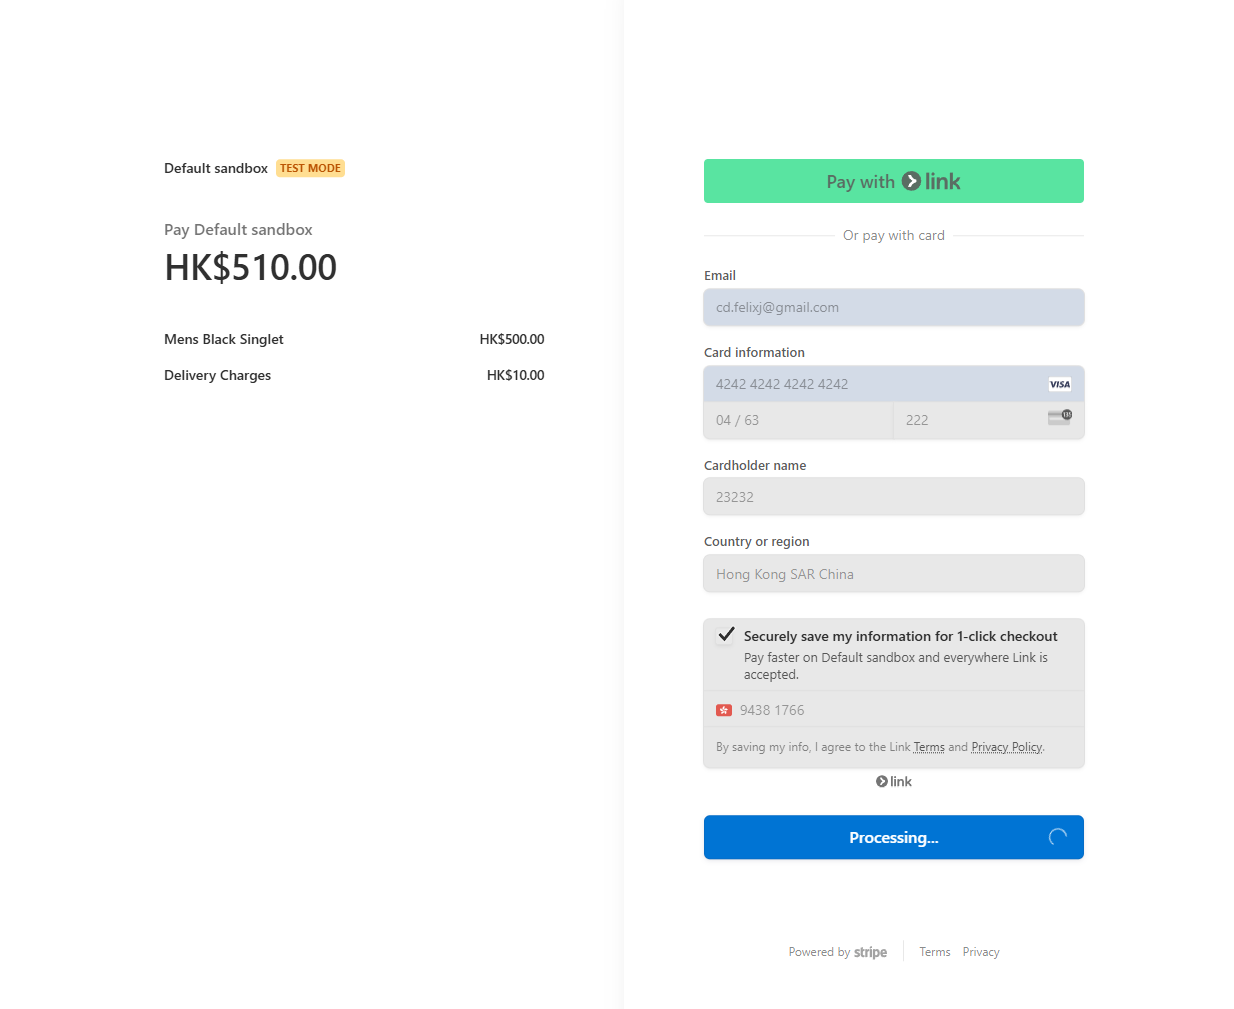 Default sandbox TEST MODE
Pay Default sandbox
HK$510.00
Mens Black Singlet HK$500.00
Delivery Charges HK$10.00
Pay with link
Or pay with card
Email
cd.felixj@gmail.com
Card information
4242 4242 4242 4242 VISA
04 / 63 222
Cardholder name
23232
Country or region
Hong Kong SAR China
Securely save my information for 1-click checkout
Pay faster on Default sandbox and everywhere Link is
accepted.
9438 1766
By saving my info, I agree to the Link Terms and Privacy Policy.
link
Processing...
Powered by stripe Terms Privacy